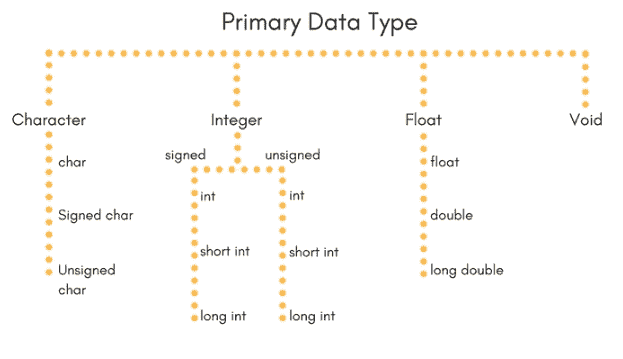 Primary Data Type
Character
Integer
Float
Void
char
Signed char
Unsigned
char
signed
unsigned
int
short int
long int
int
short int
long int
float
double
long double